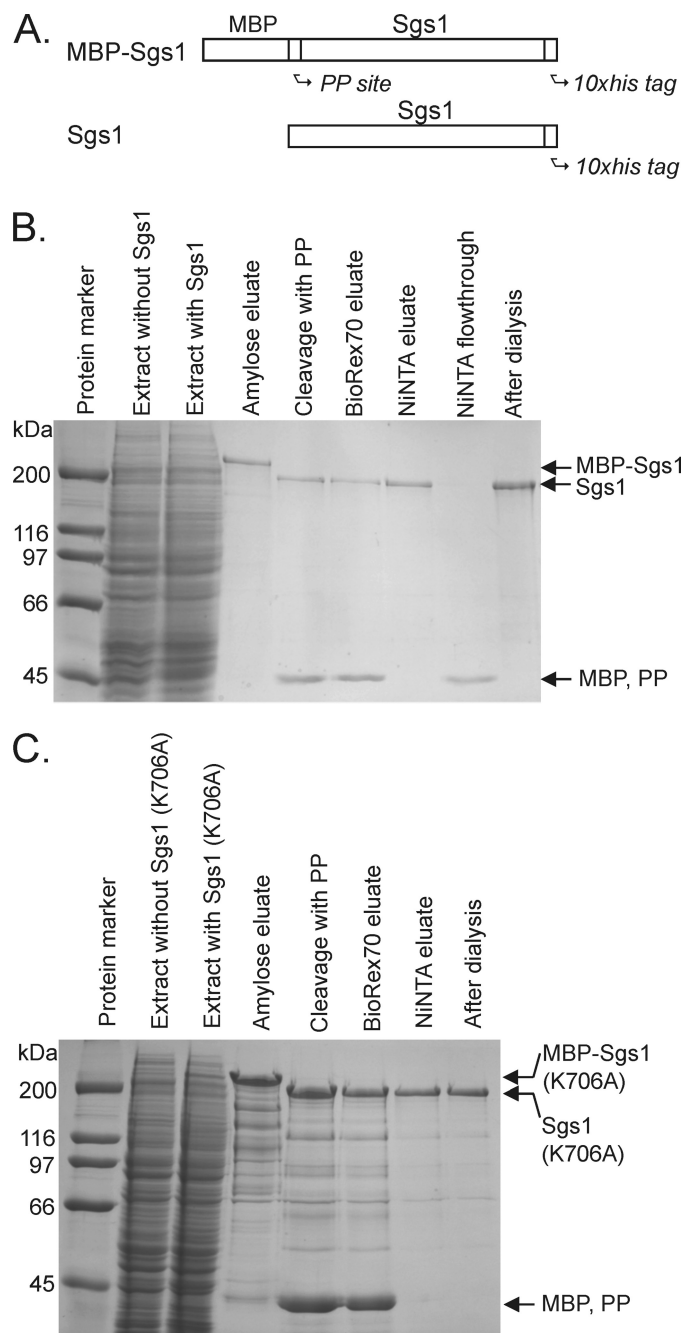 A.
MBP
Sgs1
MBP-Sgs1
PP site
10xhis tag
Sgs1
Sgs1
10xhis tag
B.
Protein marker
Extract without Sgs1
Extract with Sgs1
Amylose eluate
Cleavage with PP
BioRex70 eluate
NiNTA eluate
NiNTA flowthrough
After dialysis
kDa
200
116
97
66
45
MBP-Sgs1
Sgs1
MBP, PP
C.
Protein marker
Extract without Sgs1 (K706A)
Extract with Sgs1 (K706A)
Amylose eluate
Cleavage with PP
BioRex70 eluate
NiNTA eluate
After dialysis
kDa
200
116
97
66
45
MBP-Sgs1
(K706A)
Sgs1
(K706A)
MBP, PP